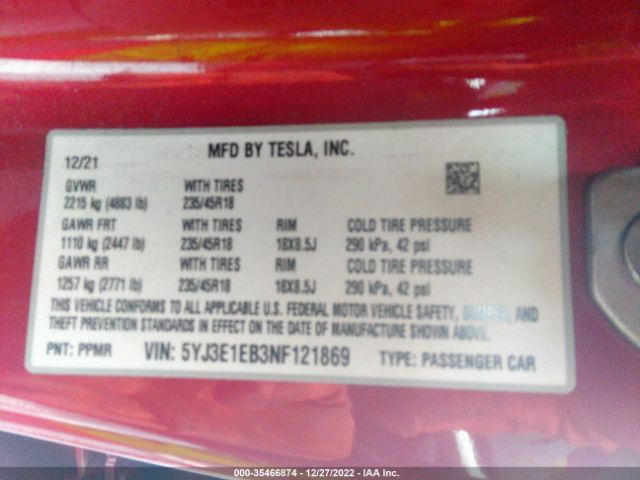 MFD BY TESLA, INC.
12/21
GVWR WITH TIRES
2215 kg (4883 lb) 235/45R18
GAWR FRT WITH TIRES RIM COLD TIRE PRESSURE
1110 kg (2447 lb) 235/45R18 18X8.5J 290 kPa, 42 psi
GAWR RR WITH TIRES RIM COLD TIRE PRESSURE
1257 kg (2771 lb) 235/45R18 18X8.5J 290 kPa, 42 psi
THIS VEHICLE CONFORMS TO ALL APPLICABLE U.S. FEDERAL MOTOR VEHICLE SAFETY, BUMPER, AND
THEFT PREVENTION STANDARDS IN EFFECT ON THE DATE OF MANUFACTURE SHOWN ABOVE.
PNT: PPMR VIN: 5YJ3E1EB3NF121869 TYPE: PASSENGER CAR
000-35466874 - 12/27/2022 - IAA Inc.